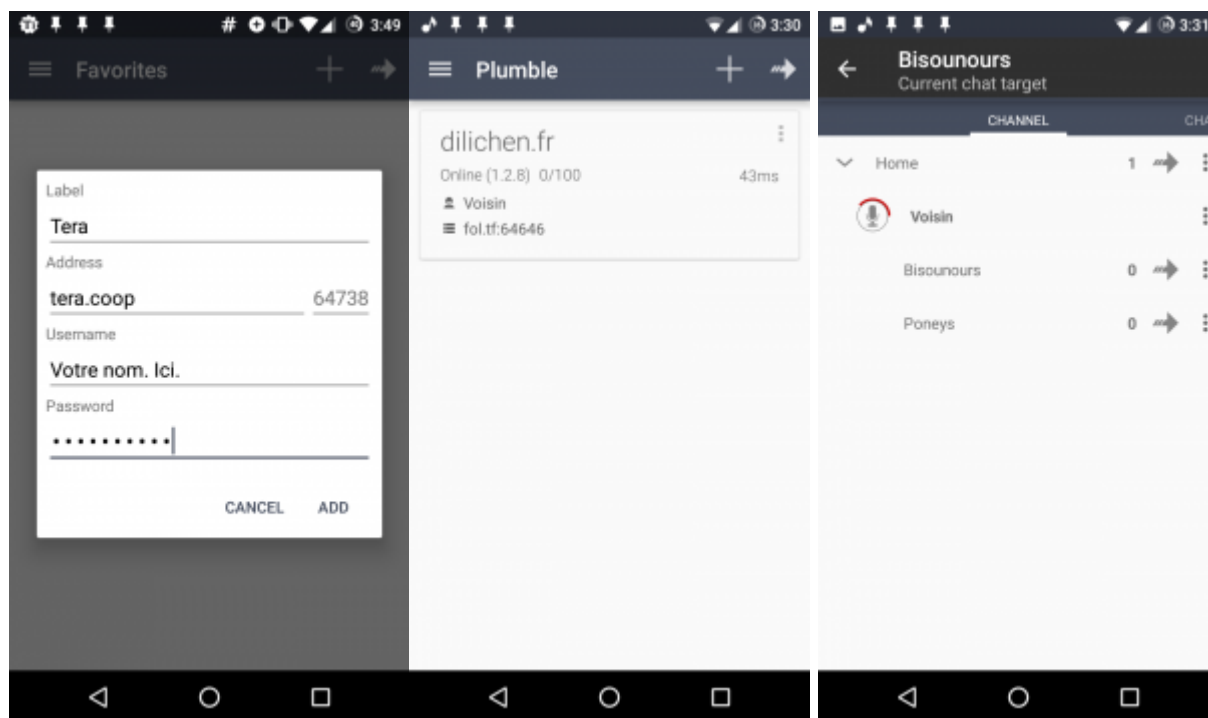 3:49
Favorites
Label
Tera
Address
tera.coop 64738
Username
Votre nom. Ici.
Password
••••••••••
CANCEL ADD
3:30
Plumble
dilichen.fr
Online (1.2.8) 0/100 43ms
Voisin
fol.tf:64646
3:31
Bisounours
Current chat target
CHANNEL CHA
Home 1
Voisin
Bisounours 0
Poneys 0